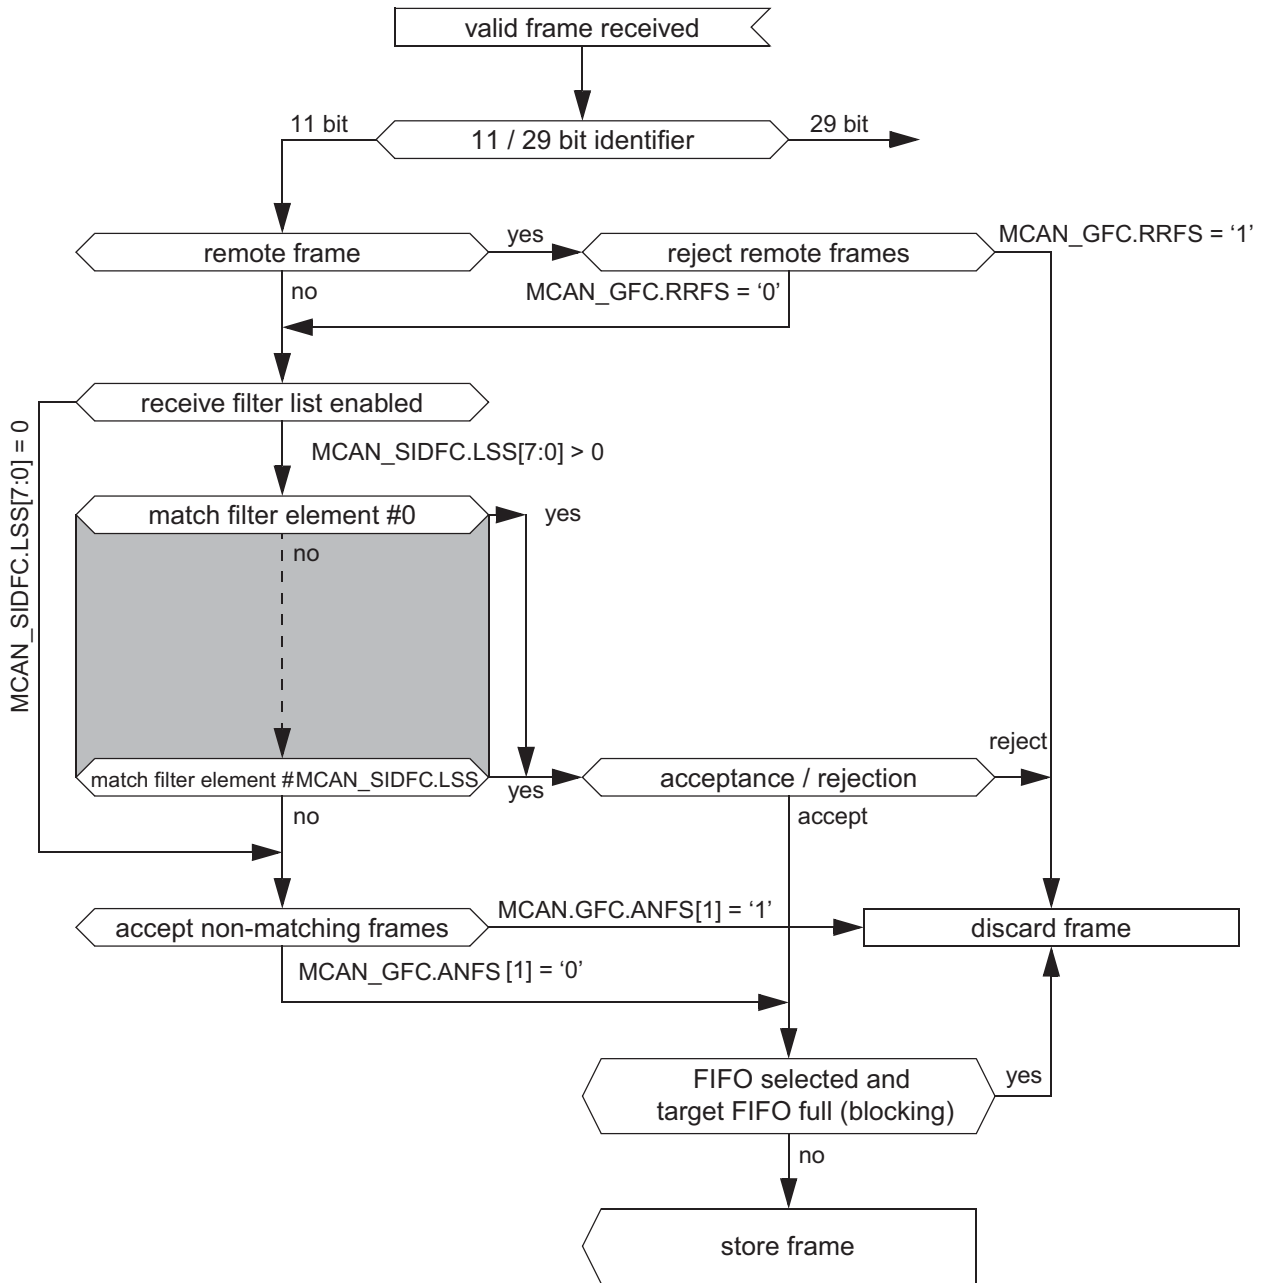 valid frame received
11 bit
11 / 29 bit identifier
29 bit
remote frame
yes
reject remote frames
MCAN_GFC.RRFS = ‘1’
no
MCAN_GFC.RRFS = ‘0’
receive filter list enabled
MCAN_SIDFC.LSS[7:0] = 0
MCAN_SIDFC.LSS[7:0] > 0
match filter element #0
yes
no
match filter element #MCAN_SIDFC.LSS
yes
acceptance / rejection
reject
no
accept
accept non-matching frames
MCAN.GFC.ANFS[1] = ‘1’
discard frame
MCAN_GFC.ANFS [1] = ‘0’
FIFO selected and
target FIFO full (blocking)
yes
no
store frame